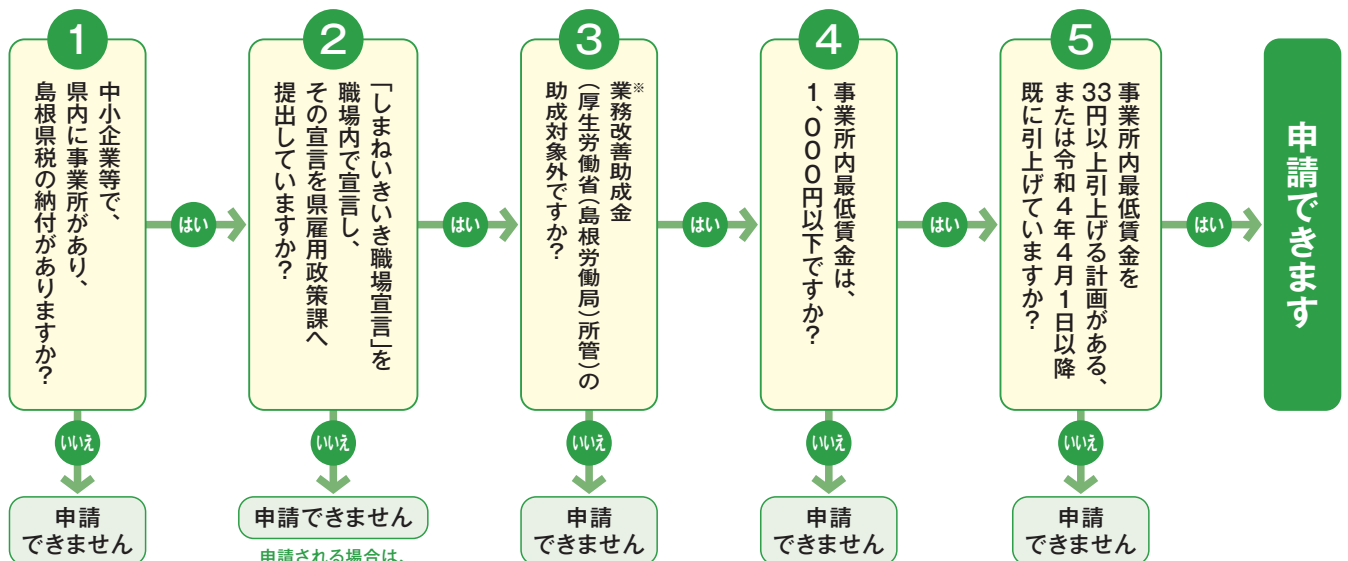 1
中小企業等で、
県内に事業所があり、
島根県税の納付がありますか？
はい
いいえ
申請
できません
2
「しまねいきいき職場宣言」を
職場内で宣言し、
その宣言を県雇用政策課へ
提出していますか？
はい
いいえ
申請できません
申請される場合は、
3
※
業務改善助成金
（厚生労働省（島根労働局）所管）の
助成対象外ですか？
はい
いいえ
申請
できません
4
事業所内最低賃金は、
1、000円以下ですか？
はい
いいえ
申請
できません
5
事業所内最低賃金を
33円以上引上げる計画がある、
または令和4年4月1日以降
既に引上げていますか？
はい
いいえ
申請
できません
申請できます